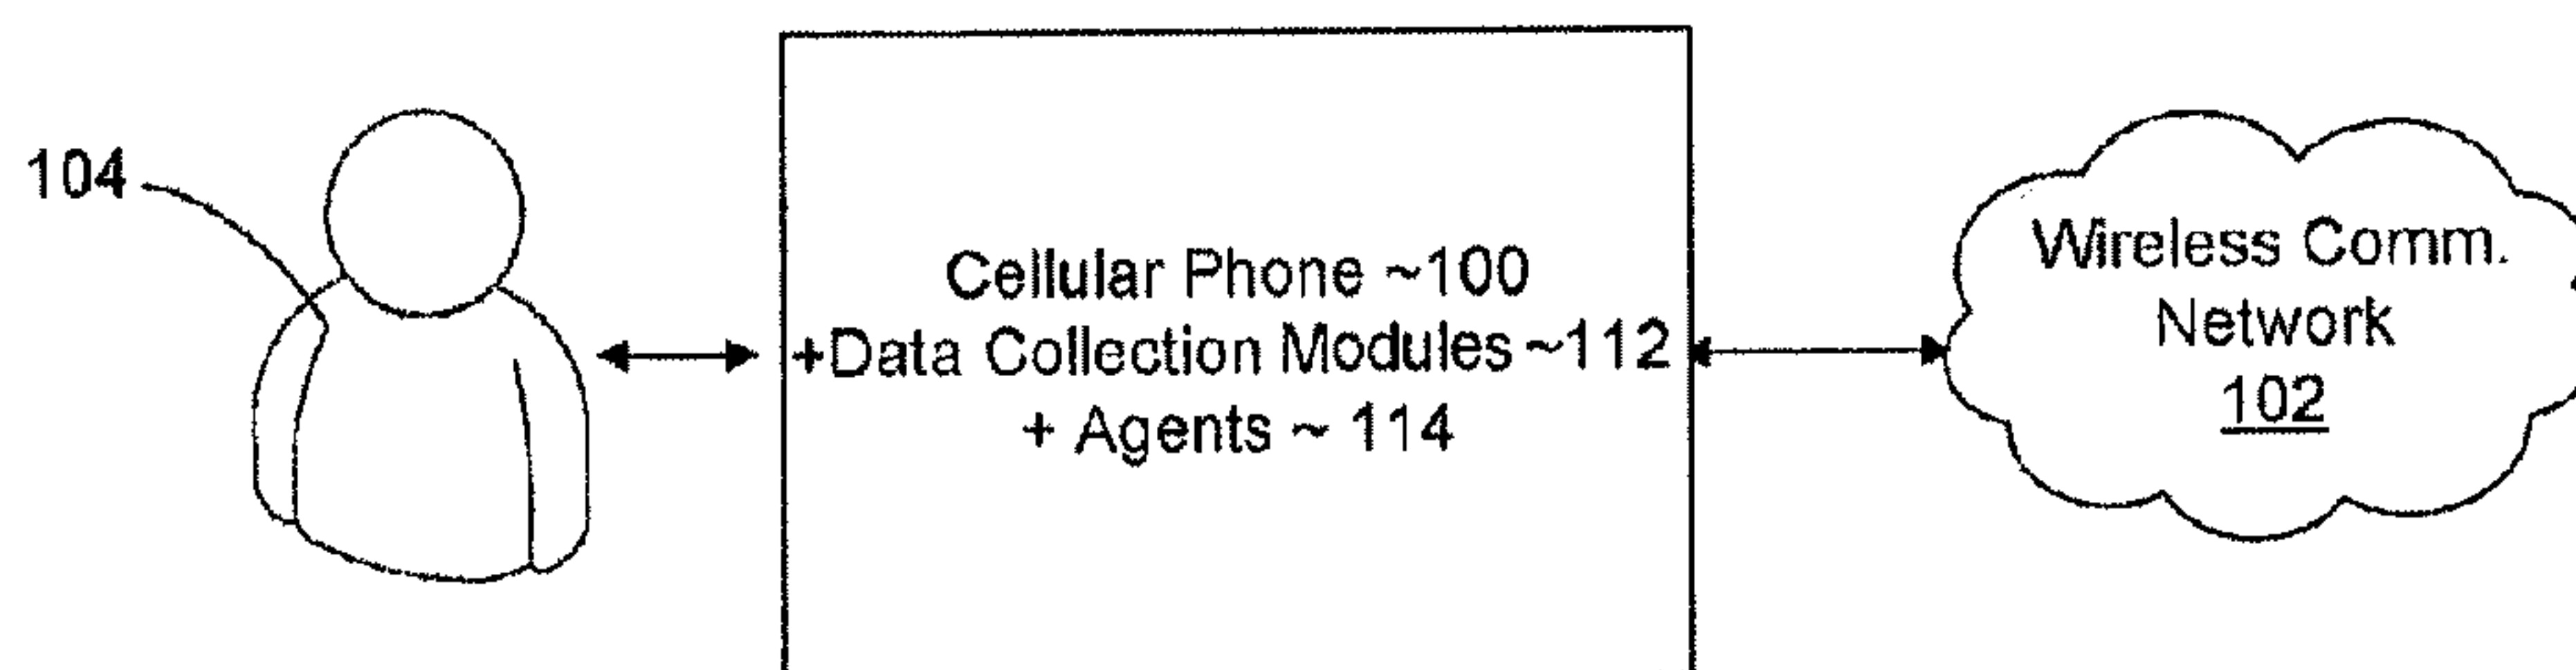 104
Cellular Phone ~100
+Data Collection Modules ~112
+ Agents ~ 114
Wireless Comm.
Network
102